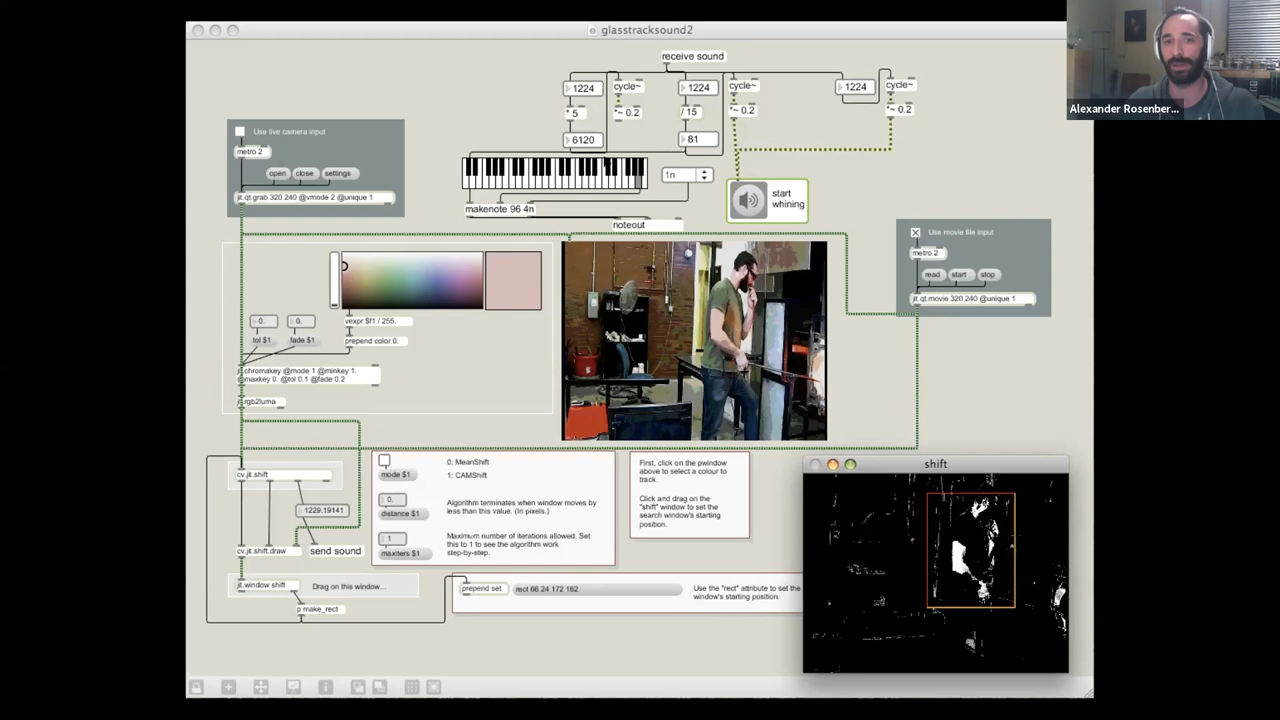 glasstracksound2
Alexander Rosenber...
receive sound
1224
cycle~
1224
cycle~
1224
cycle~
* 5
*~ 0.2
/ 15
*~ 0.2
*~ 0.2
6120
81
Use live camera input
metro 2
open
close
settings
jit.qt.grab 320 240 @vmode 2 @unique 1
1n
start
whining
makenote 96 4n
noteout
Use movie file input
metro 2
read
start
stop
jit.qt.movie 320 240 @unique 1
0.
0.
vexpr $f1 / 255.
tol $1
fade $1
prepend color 0.
jit.chromakey @mode 1 @minkey 1.
@maxkey 0. @tol 0.1 @fade 0.2
jit.rgb2luma
cv.jit.shift
1229.19141
cv.jit.shift.draw
send sound
jit.window shift
Drag on this window...
p make_rect
mode $1
0: MeanShift
1: CAMShift
0.
distance $1
Algorithm terminates when window moves by
less than this value. (In pixels.)
1
maxiters $1
Maximum number of iterations allowed. Set
this to 1 to see the algorithm work
step-by-step.
First, click on the pwindow
above to select a colour to
track.
Click and drag on the
"shift" window to set the
search window's starting
position.
prepend set
rect 66 24 172 162
Use the "rect" attribute to set the
window's starting position.
shift